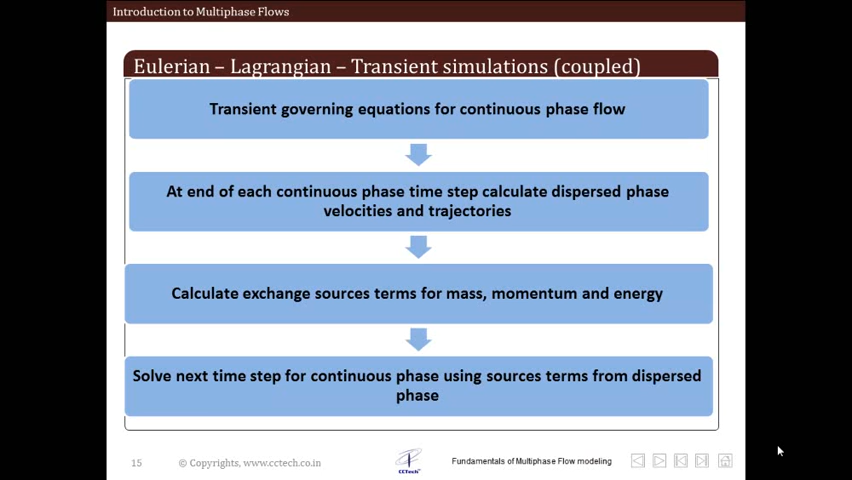 Introduction to Multiphase Flows
Eulerian – Lagrangian – Transient simulations (coupled)
Transient governing equations for continuous phase flow
At end of each continuous phase time step calculate dispersed phase
velocities and trajectories
Calculate exchange sources terms for mass, momentum and energy
Solve next time step for continuous phase using sources terms from dispersed
phase
15
© Copyrights, www.cctech.co.in
CCTech™
Fundamentals of Multiphase Flow modeling